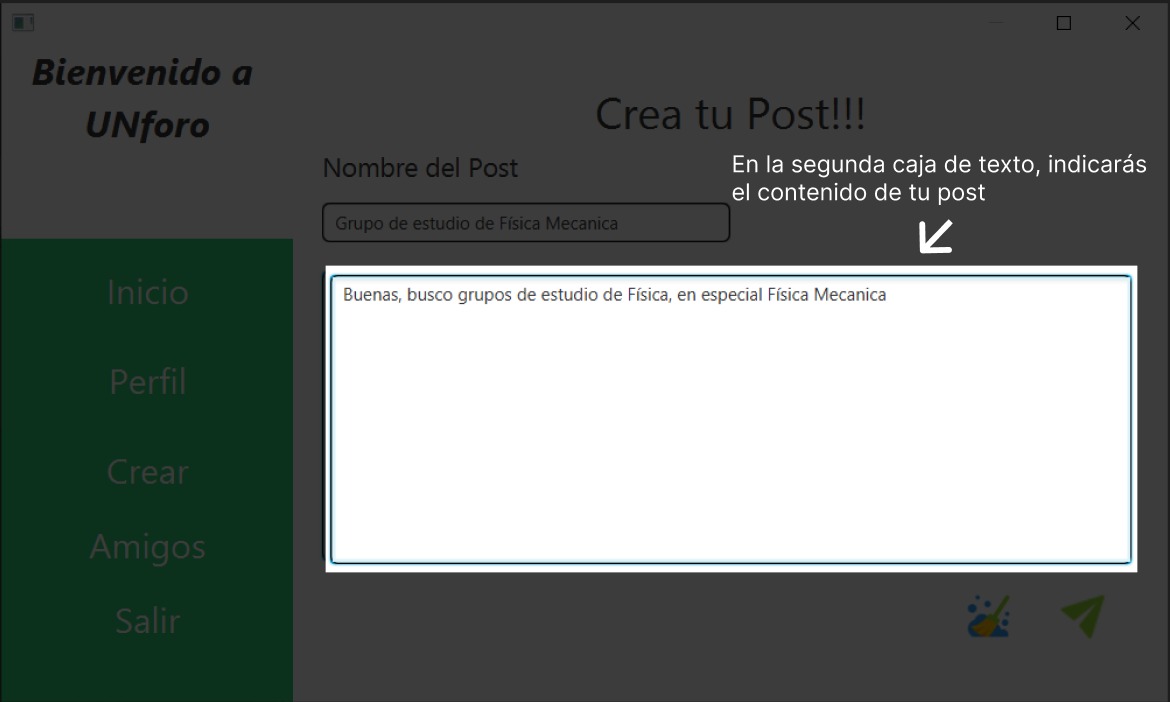 Bienvenido a
UNforo
Crea tu Post!!!
Nombre del Post
En la segunda caja de texto, indicarás
el contenido de tu post
Grupo de estudio de Física Mecanica
Buenas, busco grupos de estudio de Física, en especial Física Mecanica
Inicio
Perfil
Crear
Amigos
Salir